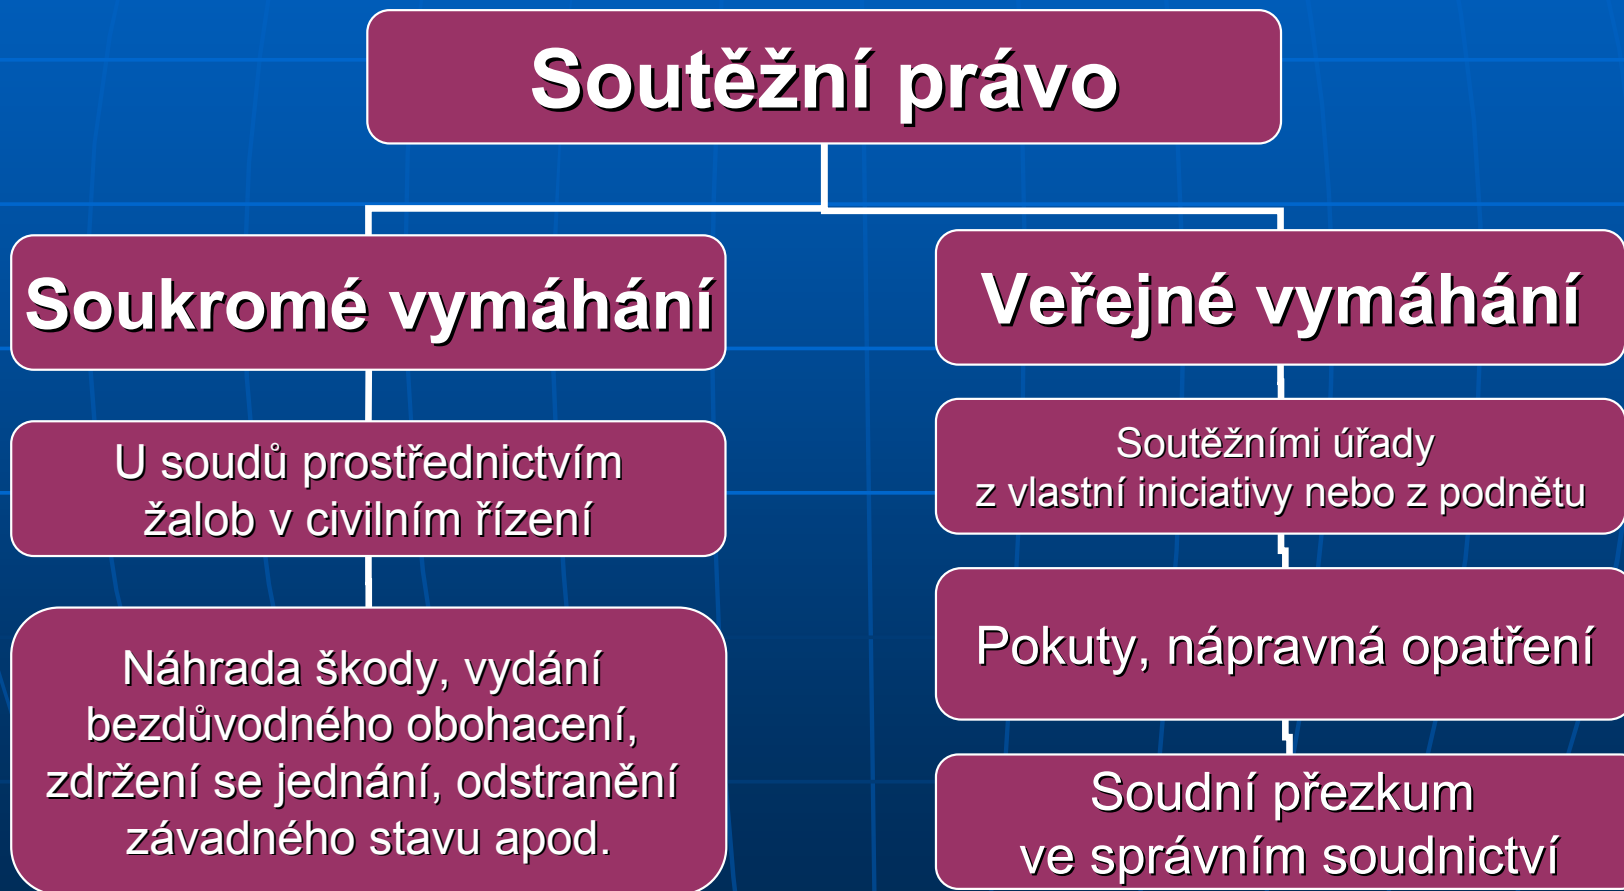 Soutěžní právo
Soukromé vymáhání
U soudů prostřednictvím
žalob v civilním řízení
Náhrada škody, vydání
bezdůvodného obohacení,
zdržení se jednání, odstranění
závadného stavu apod.
Veřejné vymáhání
Soutěžními úřady
z vlastní iniciativy nebo z podnětu
Pokuty, nápravná opatření
Soudní přezkum
ve správním soudnictví